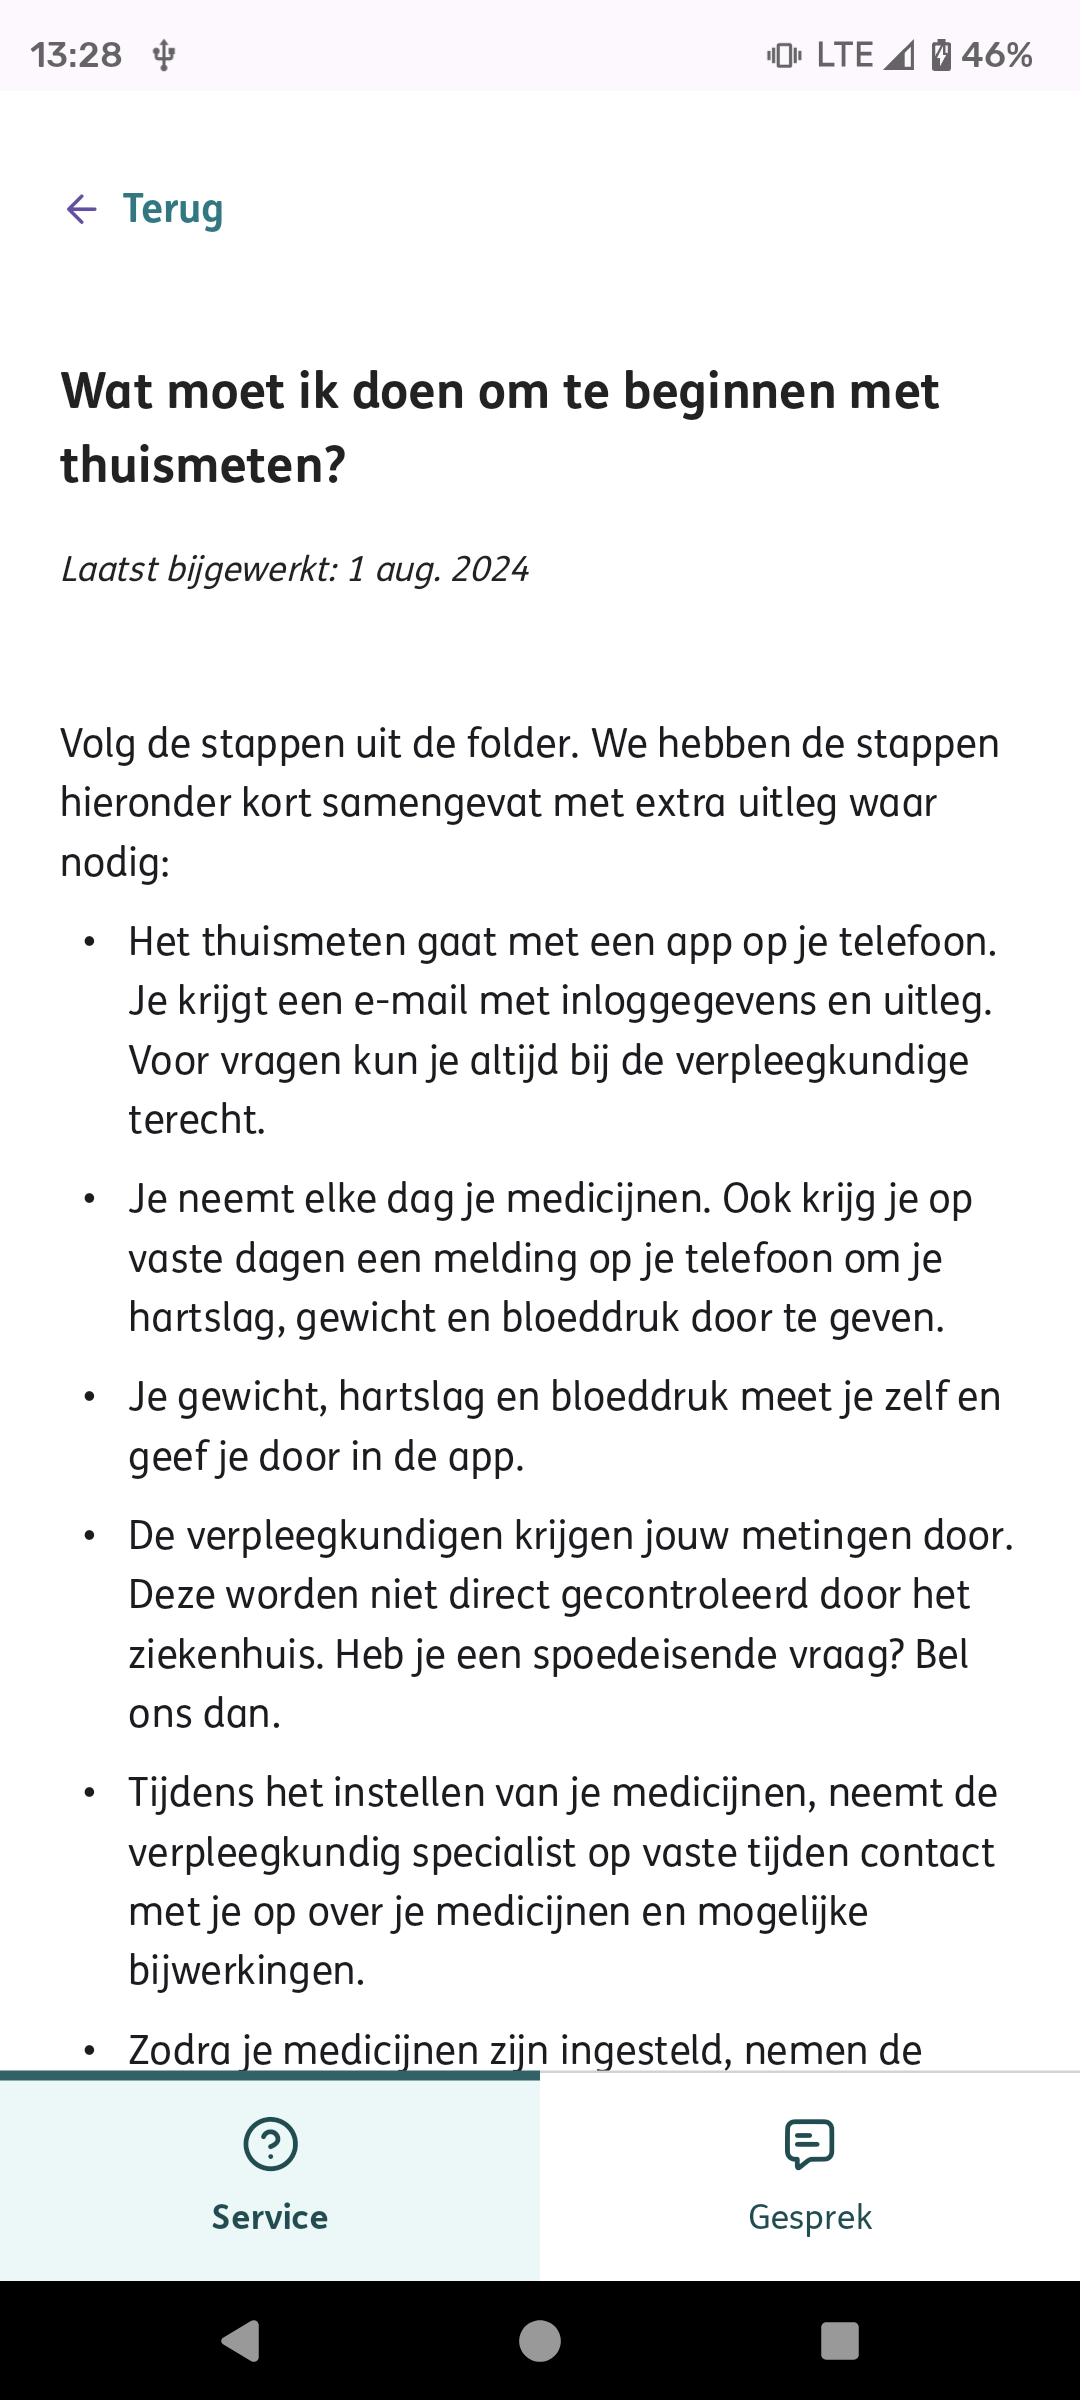 13:28
LTE
46%
Terug
Wat moet ik doen om te beginnen met
thuismeten?
Laatst bijgewerkt: 1 aug. 2024
Volg de stappen uit de folder. We hebben de stappen
hieronder kort samengevat met extra uitleg waar
nodig:
• Het thuismeten gaat met een app op je telefoon.
Je krijgt een e-mail met inloggegevens en uitleg.
Voor vragen kun je altijd bij de verpleegkundige
terecht.
• Je neemt elke dag je medicijnen. Ook krijg je op
vaste dagen een melding op je telefoon om je
hartslag, gewicht en bloeddruk door te geven.
• Je gewicht, hartslag en bloeddruk meet je zelf en
geef je door in de app.
• De verpleegkundigen krijgen jouw metingen door.
Deze worden niet direct gecontroleerd door het
ziekenhuis. Heb je een spoedeisende vraag? Bel
ons dan.
• Tijdens het instellen van je medicijnen, neemt de
verpleegkundig specialist op vaste tijden contact
met je op over je medicijnen en mogelijke
bijwerkingen.
• Zodra je medicijnen zijn ingesteld, nemen de
Service
Gesprek